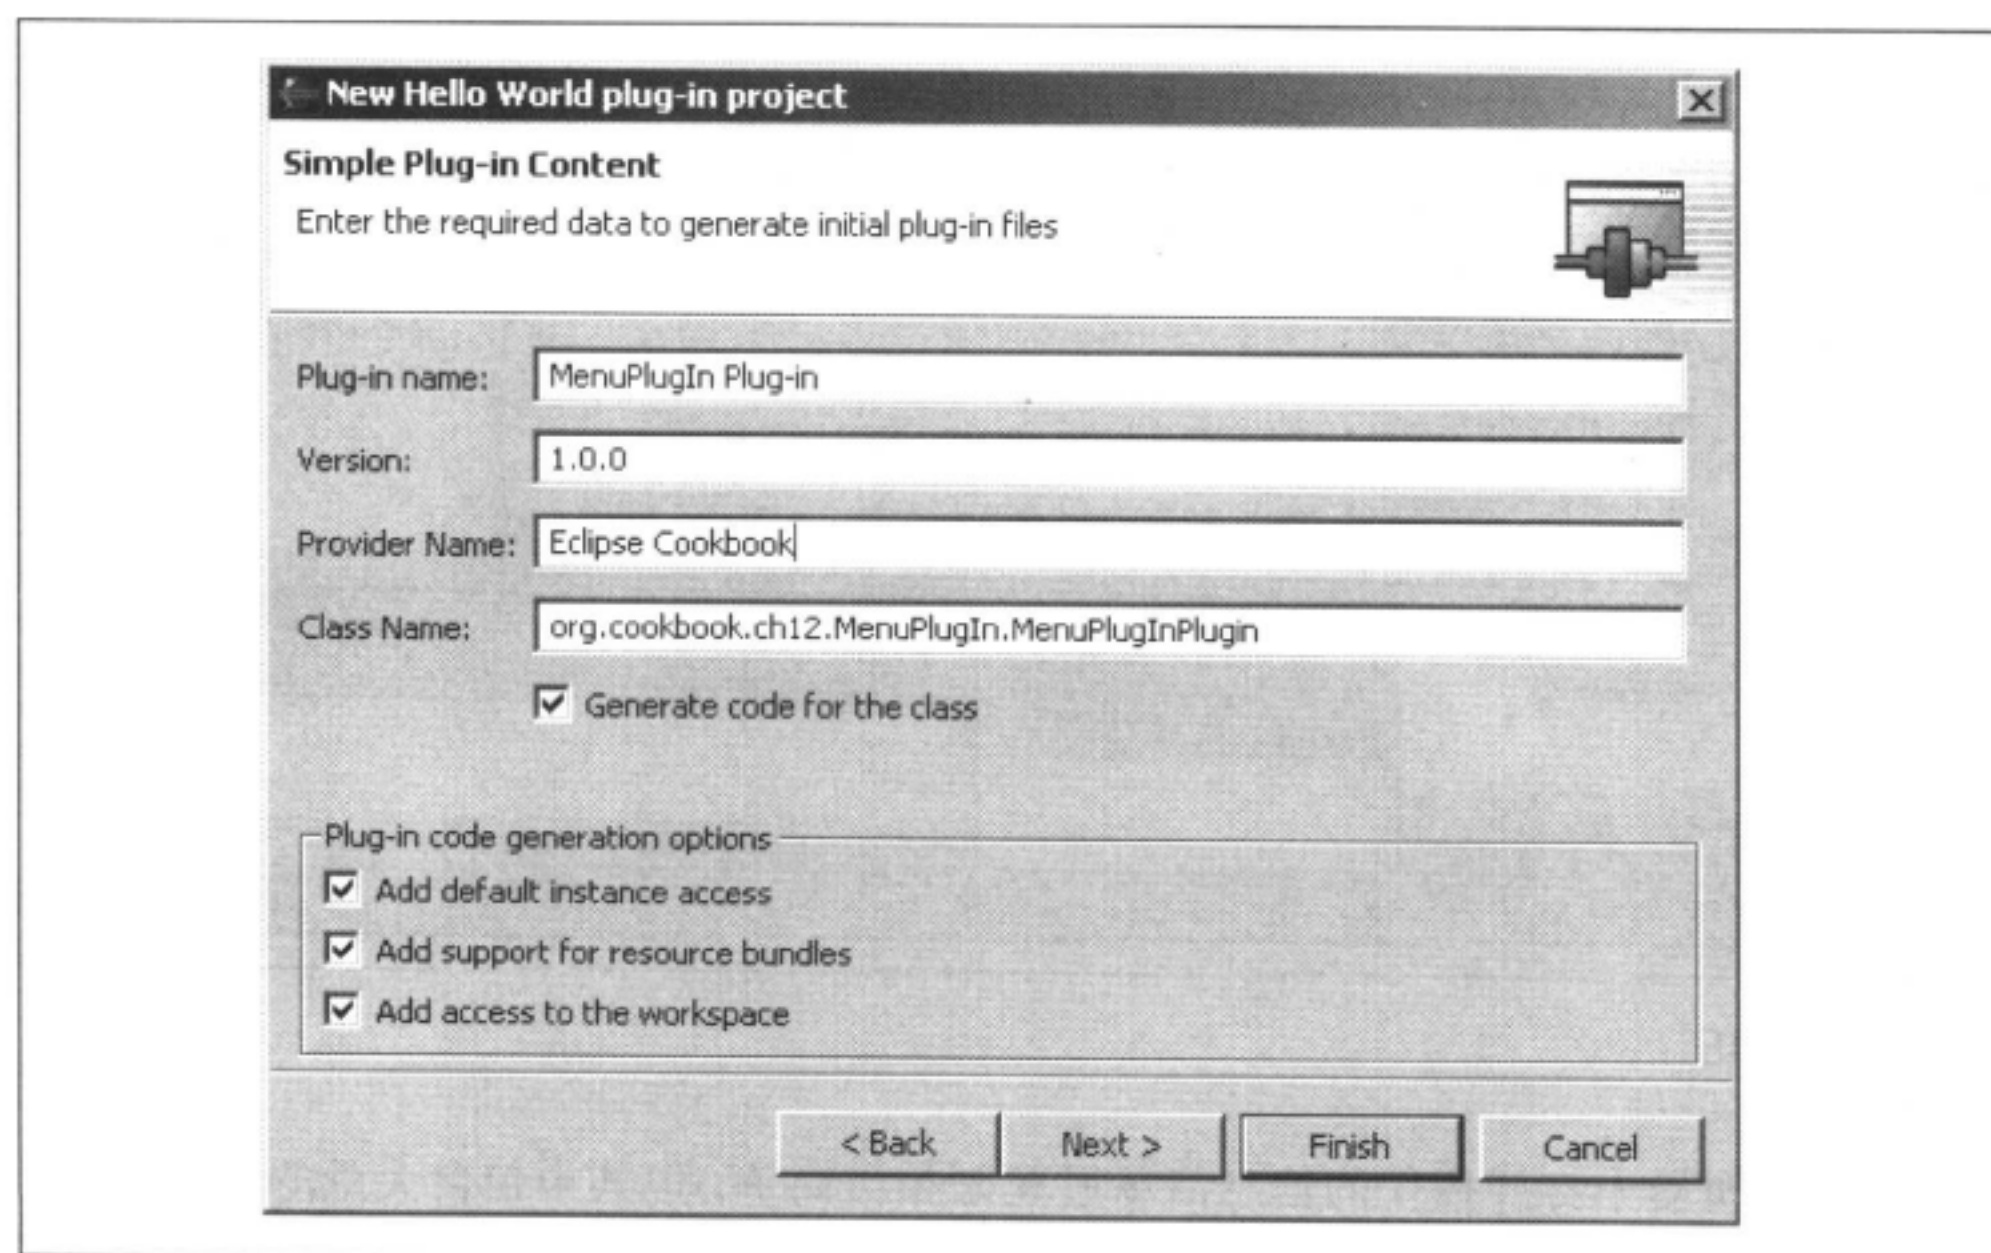 New Hello World plug-in project
Simple Plug-in Content
Enter the required data to generate initial plug-in files
Plug-in name: MenuPlugIn Plug-in
Version: 1.0.0
Provider Name: Eclipse Cookbook
Class Name: org.cookbook.ch12.MenuPlugIn.MenuPlugInPlugin
Generate code for the class
Plug-in code generation options
Add default instance access
Add support for resource bundles
Add access to the workspace
< Back Next > Finish Cancel